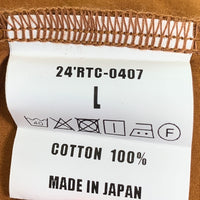 24'RTC-0407
L
F
COTTON 100%
MADE IN JAPAN